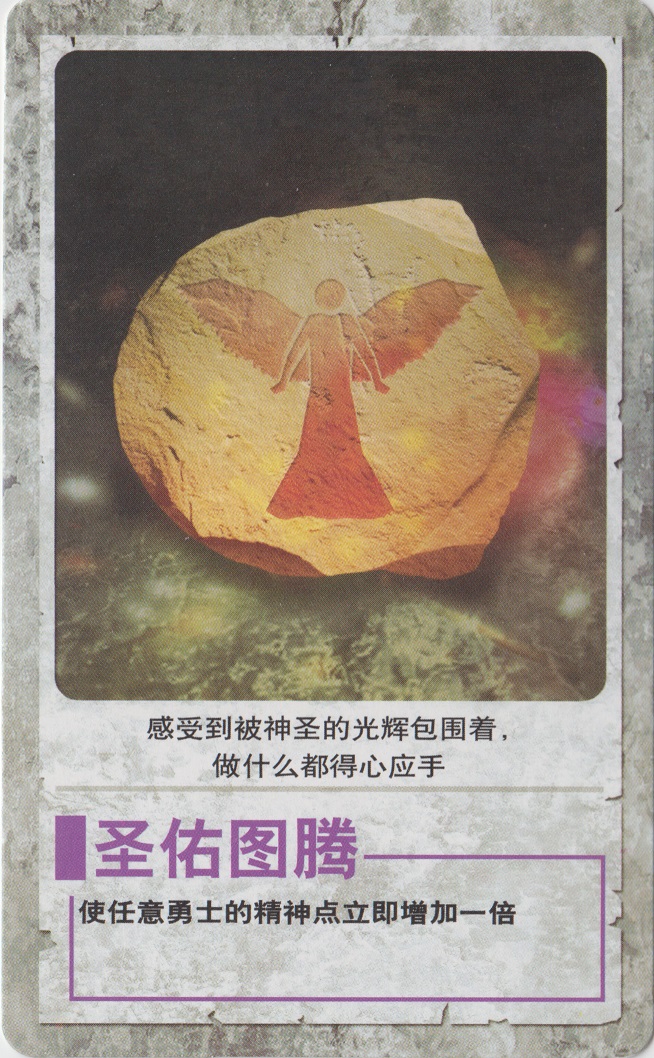 感受到被神圣的光辉包围着，
做什么都得心应手
圣佑图腾
使任意勇士的精神点立即增加一倍